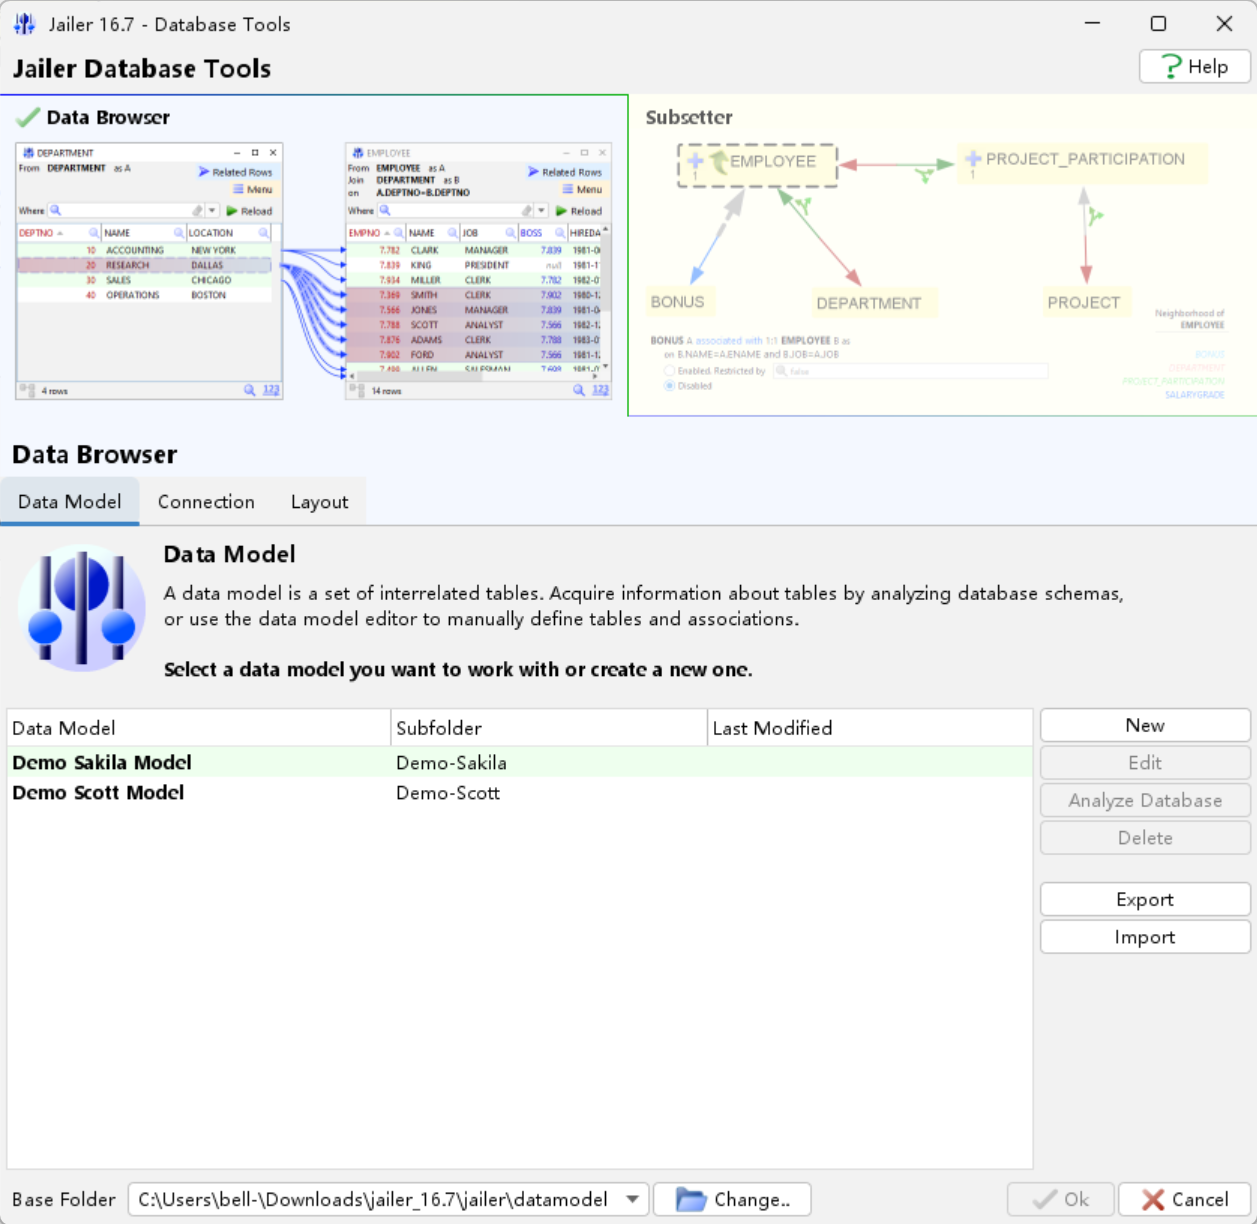 Jailer 16.7 - Database Tools
Jailer Database Tools
Help
Data Browser
DEPARTMENT
From DEPARTMENT as A
Related Rows
Menu
Where
Reload
DEPTNO NAME LOCATION
10 ACCOUNTING NEW YORK
20 RESEARCH DALLAS
30 SALES CHICAGO
40 OPERATIONS BOSTON
4 rows
123
EMPLOYEE
From EMPLOYEE as A
Join DEPARTMENT as B
on A.DEPTNO=B.DEPTNO
Related Rows
Menu
Where
Reload
EMPNO NAME JOB BOSS HIREDA
7.782 CLARK MANAGER 7.839 1981-0
7.839 KING PRESIDENT null 1981-1
7.934 MILLER CLERK 7.782 1982-0
7.369 SMITH CLERK 7.902 1980-1
7.566 JONES MANAGER 7.839 1981-0
7.788 SCOTT ANALYST 7.566 1982-1
7.876 ADAMS CLERK 7.788 1983-0
7.902 FORD ANALYST 7.566 1981-1
7.499 ALLEN SALESMAN 7.698 1981-0
14 rows
123
Subsetter
EMPLOYEE
PROJECT_PARTICIPATION
BONUS
DEPARTMENT
PROJECT
Neighborhood of
EMPLOYEE
BONUS
DEPARTMENT
PROJECT_PARTICIPATION
SALARYGRADE
BONUS A associated with 1:1 EMPLOYEE B as
on B.NAME=A.ENAME and B.JOB=A.JOB
Enabled. Restricted by
false
Disabled
Data Browser
Data Model Connection Layout
Data Model
A data model is a set of interrelated tables. Acquire information about tables by analyzing database schemas,
or use the data model editor to manually define tables and associations.
Select a data model you want to work with or create a new one.
Data Model Subfolder Last Modified
Demo Sakila Model Demo-Sakila
Demo Scott Model Demo-Scott
New
Edit
Analyze Database
Delete
Export
Import
Base Folder C:\Users\bell-\Downloads\jailer_16.7\jailer\datamodel Change.. Ok Cancel